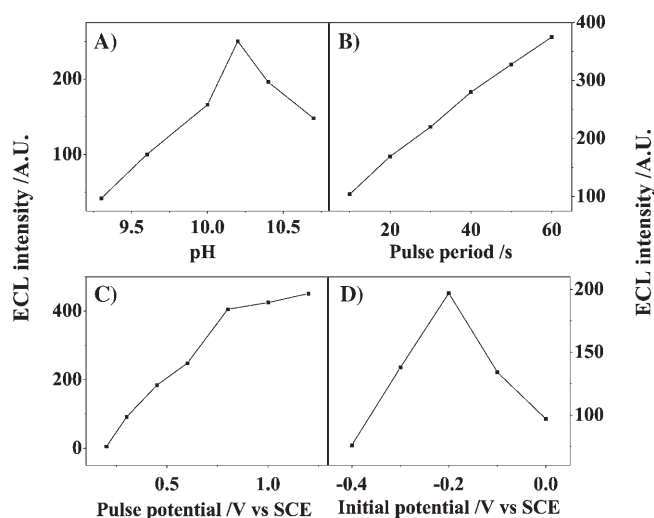 A)
200
100
9.5 10.0 10.5
pH
B)
400
300
200
100
20 40 60
Pulse period /s
ECL intensity /A.U.
ECL intensity /A.U.
C)
400
200
0
0.5 1.0
Pulse potential /V vs SCE
D)
200
150
100
-0.4 -0.2 0.0
Initial potential /V vs SCE